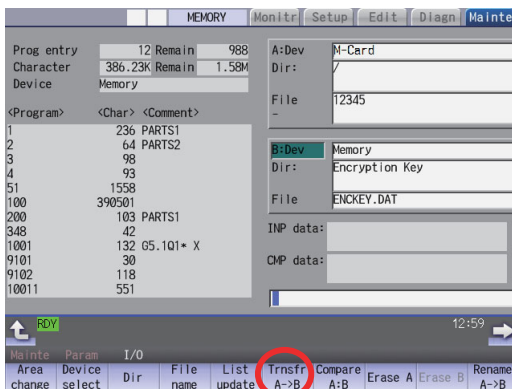 MEMORY Monitr Setup Edit Diagn Mainte
Prog entry 12 Remain 988
Character 386.23K Remain 1.58M
Device Memory
<Program> <Char> <Comment>
1 236 PARTS1
2 64 PARTS2
3 98
4 93
51 1558
100 390501
200 103 PARTS1
348 42
1001 132 G5.1Q1* X
9101 30
9102 118
10011 551
A:Dev M-Card
Dir: /
File 12345
-
B:Dev Memory
Dir: Encryption Key
File ENCKEY.DAT
INP data:
CMP data:
RDY 12:59
Mainte Param I/O
Area change
Device select
Dir
File name
List update
Trnsfr A->B
Compare A:B
Erase A
Erase B
Rename A->B